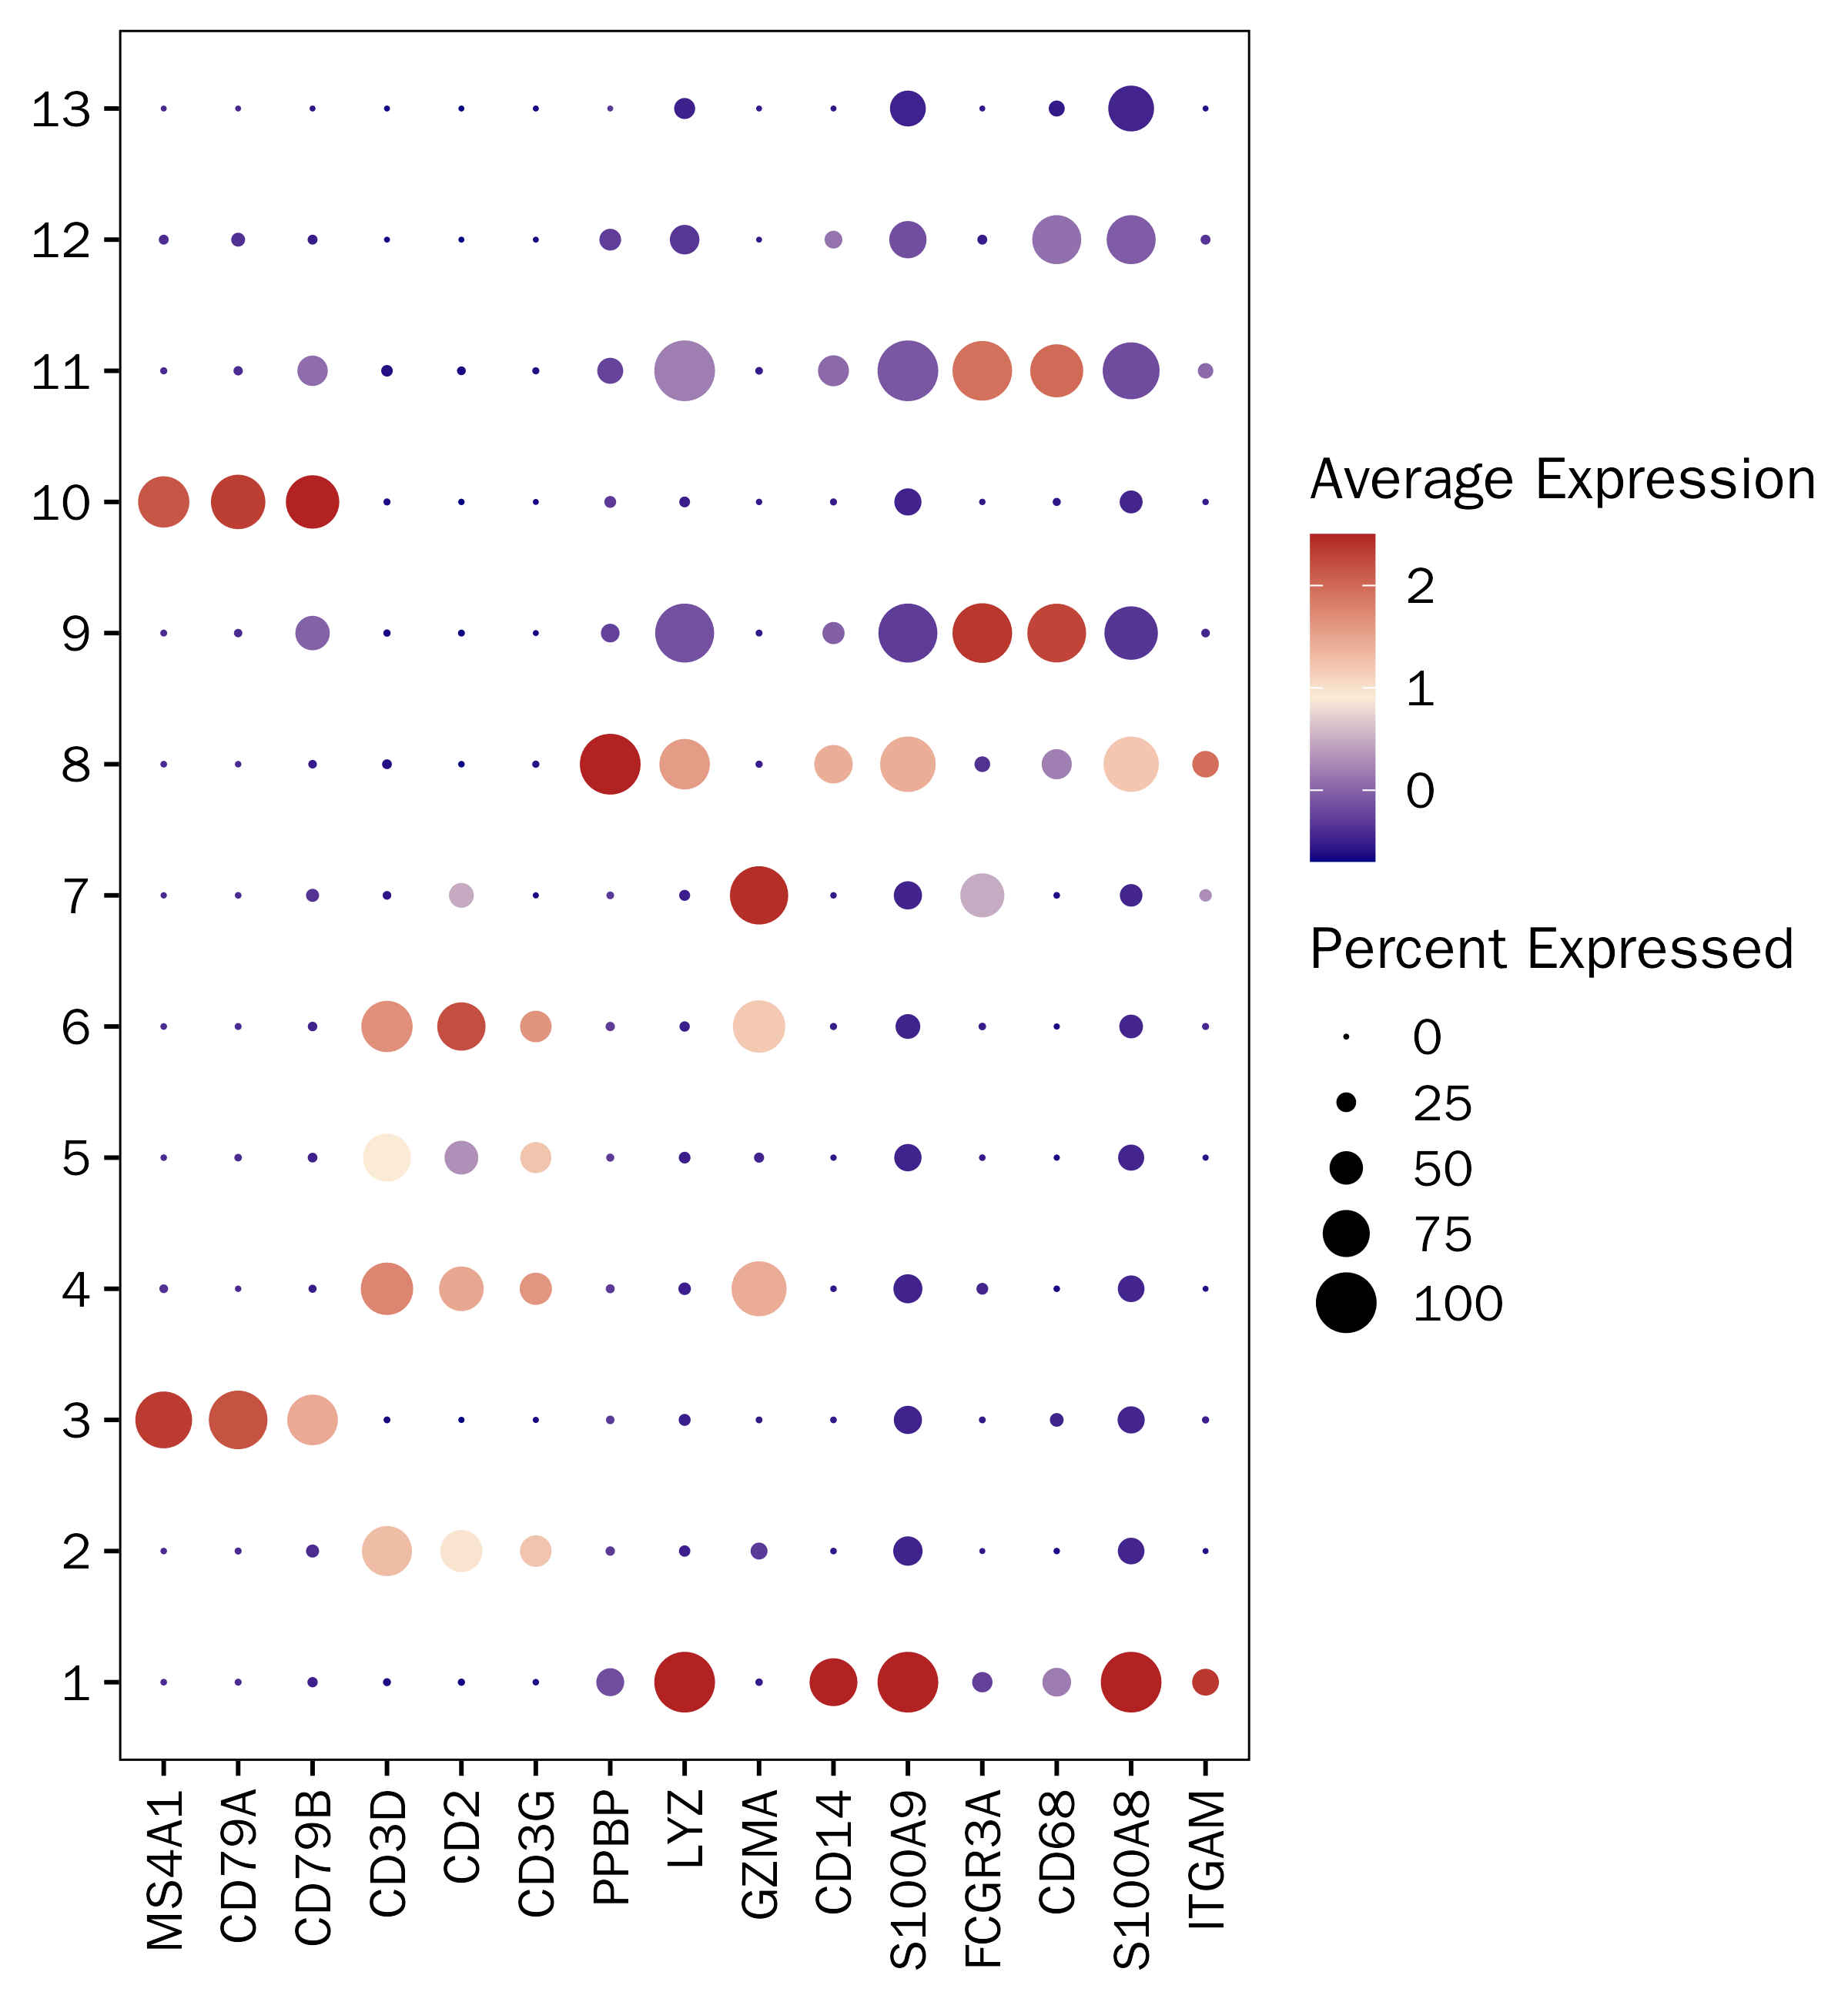 13
12
11
10
9
8
7
6
5
4
3
2
1
MS4A1
CD79A
CD79B
CD3D
CD2
CD3G
PPBP
LYZ
GZMA
CD14
S100A9
FCGR3A
CD68
S100A8
ITGAM
Average Expression
2
1
0
Percent Expressed
0
25
50
75
100